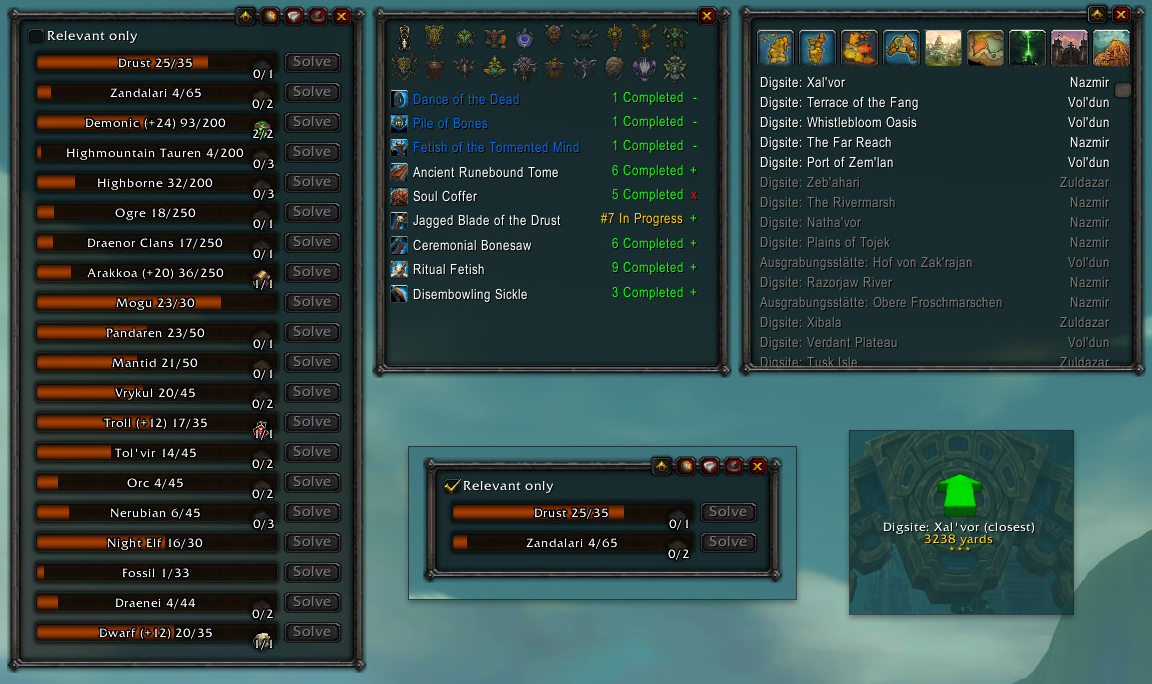 Relevant only
Drust 25/35
0/1
Solve
Zandalari 4/65
0/2
Solve
Demonic (+24) 93/200
2/2
Solve
Highmountain Tauren 4/200
0/3
Solve
Highborne 32/200
0/3
Solve
Ogre 18/250
0/1
Solve
Draenor Clans 17/250
0/1
Solve
Arakkoa (+20) 36/250
1/1
Solve
Mogu 23/30
Solve
Pandaren 23/50
0/1
Solve
Mantid 21/50
0/1
Solve
Vrykul 20/45
0/2
Solve
Troll (+12) 17/35
1/1
Solve
Tol'vir 14/45
0/2
Solve
Orc 4/45
0/2
Solve
Nerubian 6/45
0/3
Solve
Night Elf 16/30
Solve
Fossil 1/33
Solve
Draenei 4/44
0/2
Solve
Dwarf (+12) 20/35
1/1
Solve
Dance of the Dead 1 Completed -
Pile of Bones 1 Completed -
Fetish of the Tormented Mind 1 Completed -
Ancient Runebound Tome 6 Completed +
Soul Coffer 5 Completed x
Jagged Blade of the Drust #7 In Progress +
Ceremonial Bonesaw 6 Completed +
Ritual Fetish 9 Completed +
Disembowling Sickle 3 Completed +
Digsite: Xal'vor Nazmir
Digsite: Terrace of the Fang Vol'dun
Digsite: Whistlebloom Oasis Vol'dun
Digsite: The Far Reach Nazmir
Digsite: Port of Zem'lan Vol'dun
Digsite: Zeb'ahari Zuldazar
Digsite: The Rivermarsh Nazmir
Digsite: Natha'vor Nazmir
Digsite: Plains of Tojek Nazmir
Ausgrabungsstätte: Hof von Zak'rajan Vol'dun
Digsite: Razorjaw River Nazmir
Ausgrabungsstätte: Obere Froschmarschen Nazmir
Digsite: Xibala Zuldazar
Digsite: Verdant Plateau Vol'dun
Digsite: Tusk Isle Zuldazar
Relevant only
Drust 25/35
0/1
Solve
Zandalari 4/65
0/2
Solve
Digsite: Xal'vor (closest)
3238 yards
***